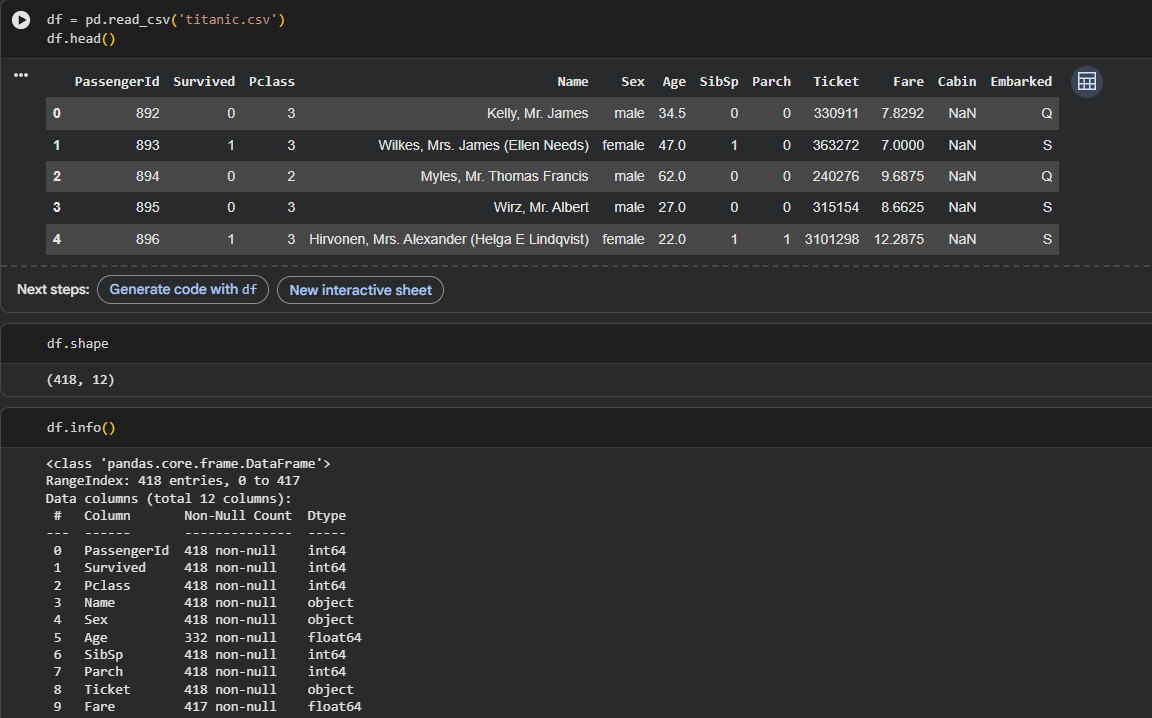 df = pd.read_csv('titanic.csv')
df.head()
PassengerId Survived Pclass Name Sex Age SibSp Parch Ticket Fare Cabin Embarked
0 892 0 3 Kelly, Mr. James male 34.5 0 0 330911 7.8292 NaN Q
1 893 1 3 Wilkes, Mrs. James (Ellen Needs) female 47.0 1 0 363272 7.0000 NaN S
2 894 0 2 Myles, Mr. Thomas Francis male 62.0 0 0 240276 9.6875 NaN Q
3 895 0 3 Wirz, Mr. Albert male 27.0 0 0 315154 8.6625 NaN S
4 896 1 3 Hirvonen, Mrs. Alexander (Helga E Lindqvist) female 22.0 1 1 3101298 12.2875 NaN S
Next steps: Generate code with df New interactive sheet
df.shape
(418, 12)
df.info()
<class 'pandas.core.frame.DataFrame'>
RangeIndex: 418 entries, 0 to 417
Data columns (total 12 columns):
# Column Non-Null Count Dtype
--- ------ -------------- -----
0 PassengerId 418 non-null int64
1 Survived 418 non-null int64
2 Pclass 418 non-null int64
3 Name 418 non-null object
4 Sex 418 non-null object
5 Age 332 non-null float64
6 SibSp 418 non-null int64
7 Parch 418 non-null int64
8 Ticket 418 non-null object
9 Fare 417 non-null float64